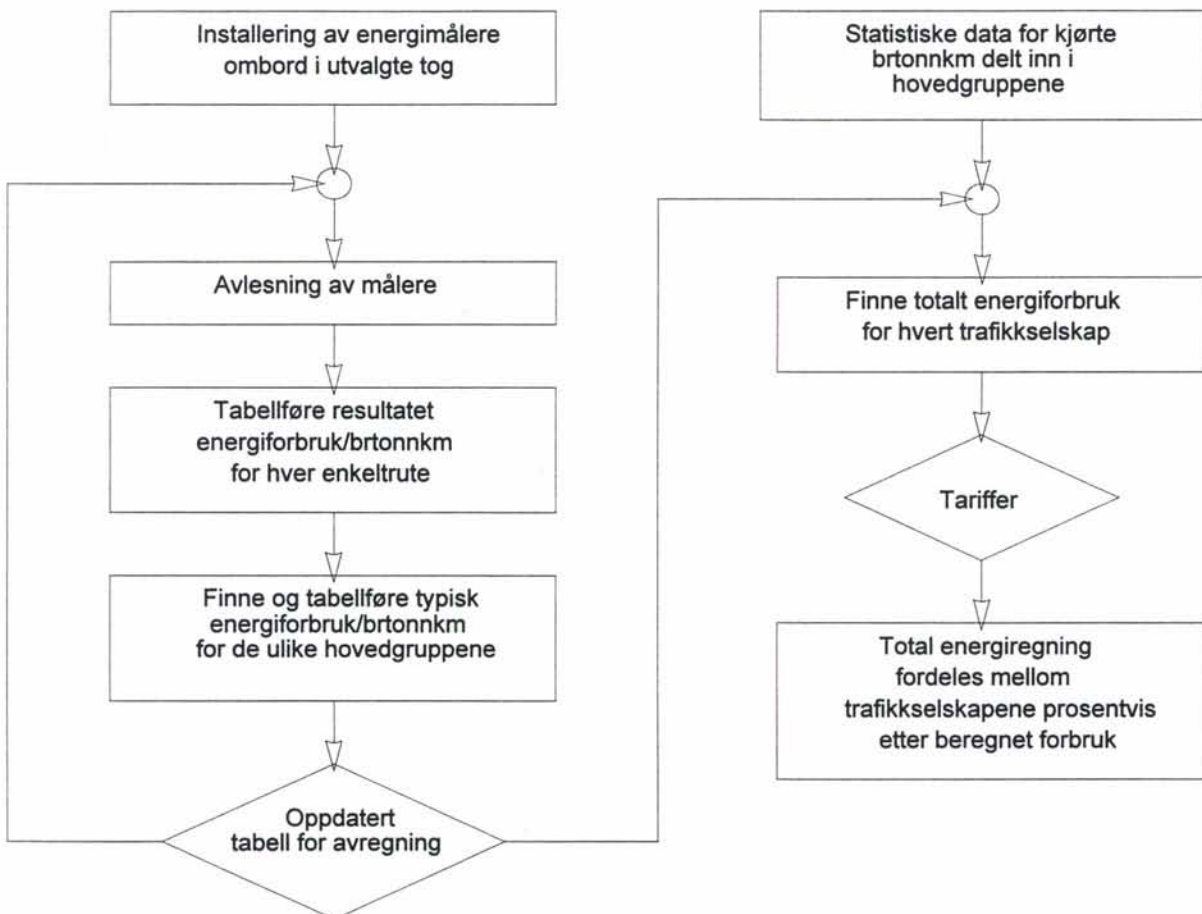 Installering av energimålere
ombord i utvalgte tog
Avlesning av målere
Tabellføre resultatet
energiforbruk/brtonnkm
for hver enkeltrute
Finne og tabellføre typisk
energiforbruk/brtonnkm
for de ulike hovedgruppene
Oppdatert
tabell for avregning
Statistiske data for kjørte
brtonnkm delt inn i
hovedgruppene
Finne totalt energiforbruk
for hvert trafikkselskap
Tariffer
Total energiregning
fordeles mellom
trafikkselskapene prosentvis
etter beregnet forbruk